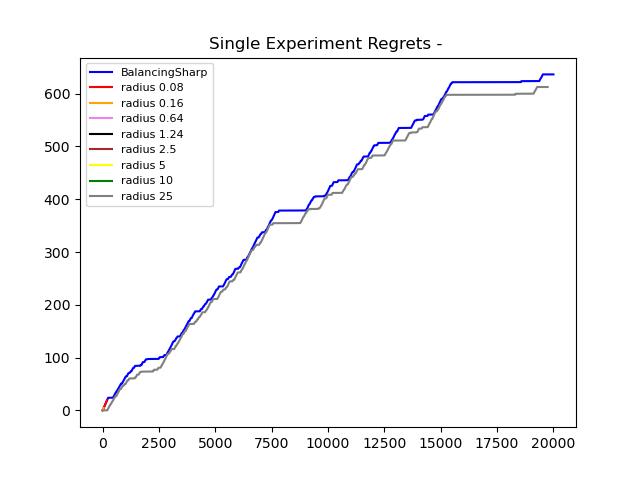 Single Experiment Regrets -
BalancingSharp
radius 0.08
radius 0.16
radius 0.64
radius 1.24
radius 2.5
radius 5
radius 10
radius 25
600
500
400
300
200
100
0
0 2500 5000 7500 10000 12500 15000 17500 20000